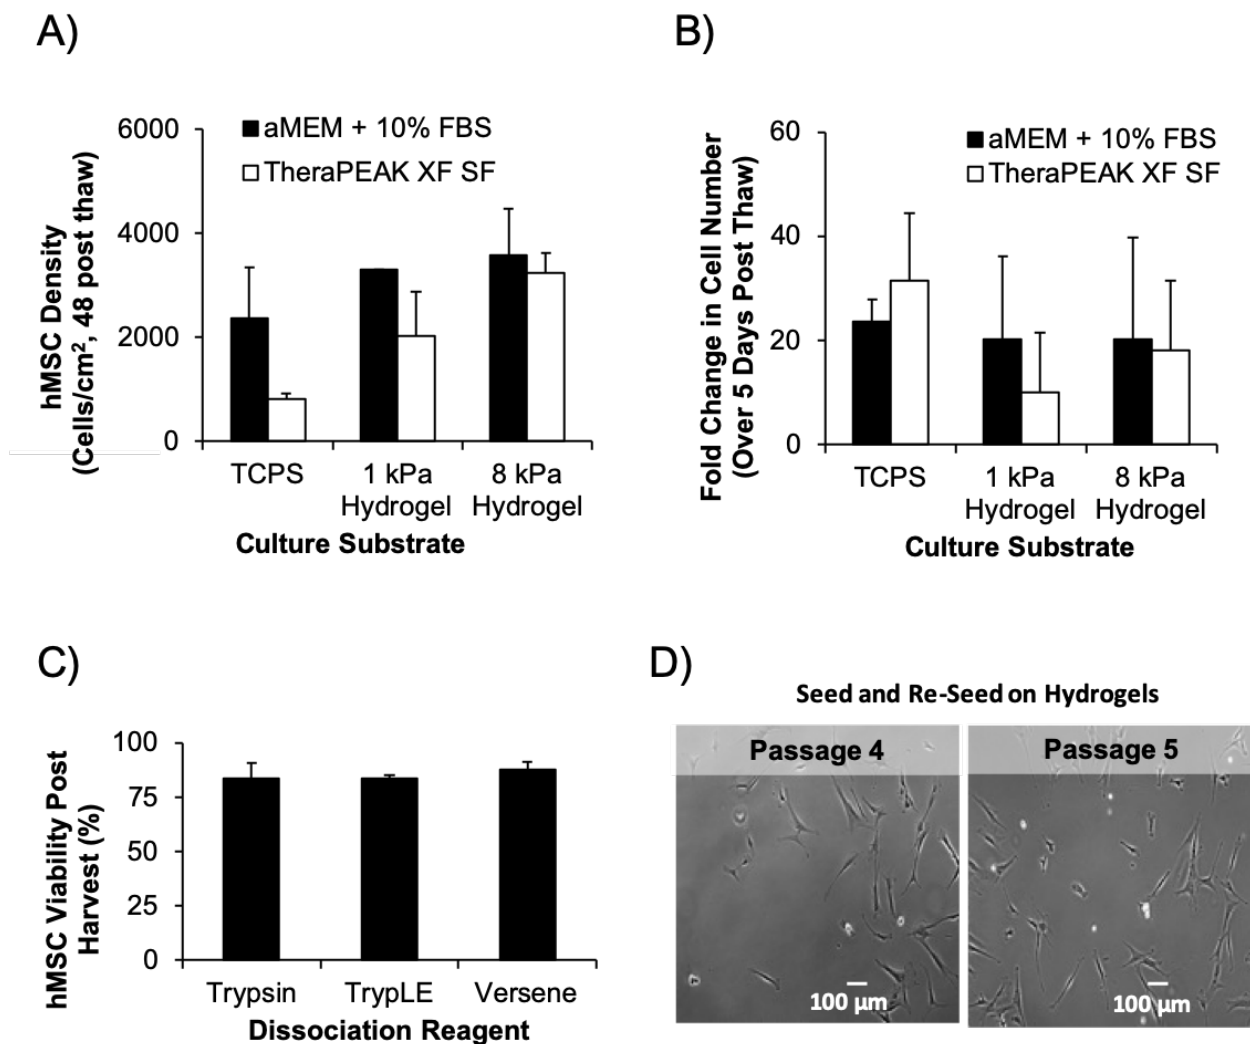 A)
6000
4000
2000
0
aMEM + 10% FBS
TheraPEAK XF SF
hMSC Density
(Cells/cm², 48 post thaw)
TCPS
1 kPa
Hydrogel
8 kPa
Hydrogel
Culture Substrate
B)
60
40
20
0
aMEM + 10% FBS
TheraPEAK XF SF
Fold Change in Cell Number
(Over 5 Days Post Thaw)
TCPS
1 kPa
Hydrogel
8 kPa
Hydrogel
Culture Substrate
C)
100
75
50
25
0
hMSC Viability Post
Harvest (%)
Trypsin
TrypLE
Versene
Dissociation Reagent
D)
Seed and Re-Seed on Hydrogels
Passage 4
100 µm
Passage 5
100 µm